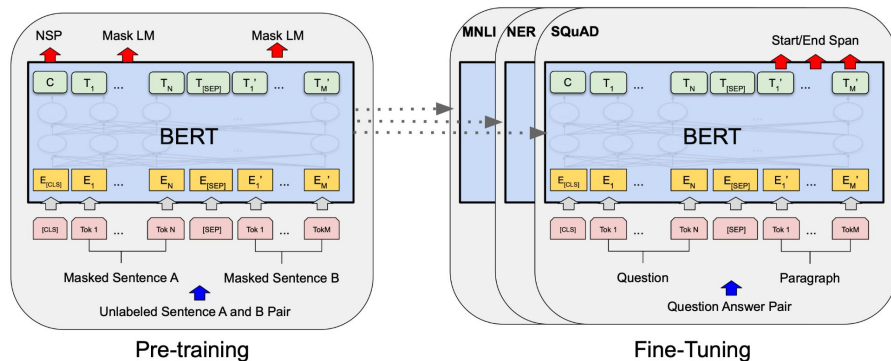 NSP Mask LM Mask LM
C T1 ... TN T[SEP] T1' ... TM'
BERT
E[CLS] E1 ... EN E[SEP] E1' ... EM'
[CLS] Tok 1 ... Tok N [SEP] Tok 1 ... TokM
Masked Sentence A Masked Sentence B
Unlabeled Sentence A and B Pair
Pre-training
MNLI NER SQuAD
Start/End Span
C T1 ... TN T[SEP] T1' ... TM'
BERT
E[CLS] E1 ... EN E[SEP] E1' ... EM'
[CLS] Tok 1 ... Tok N [SEP] Tok 1 ... TokM
Question Paragraph
Question Answer Pair
Fine-Tuning